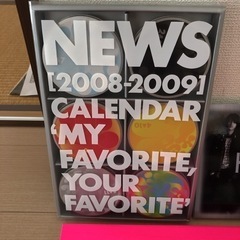 NEWS
[2008-2009]
CALENDAR
'MY
FAVORITE,
YOUR
FAVORITE'